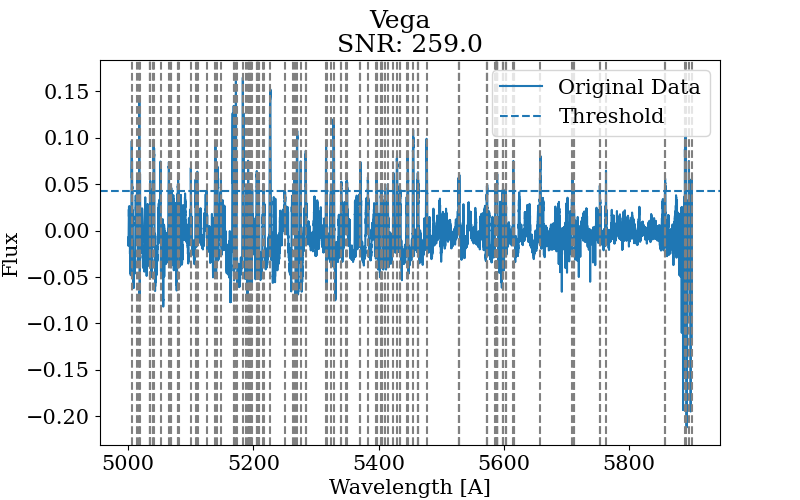 Vega
SNR: 259.0
Original Data
Threshold
0.15
0.10
0.05
0.00
−0.05
−0.10
−0.15
−0.20
Flux
5000 5200 5400 5600 5800
Wavelength [A]